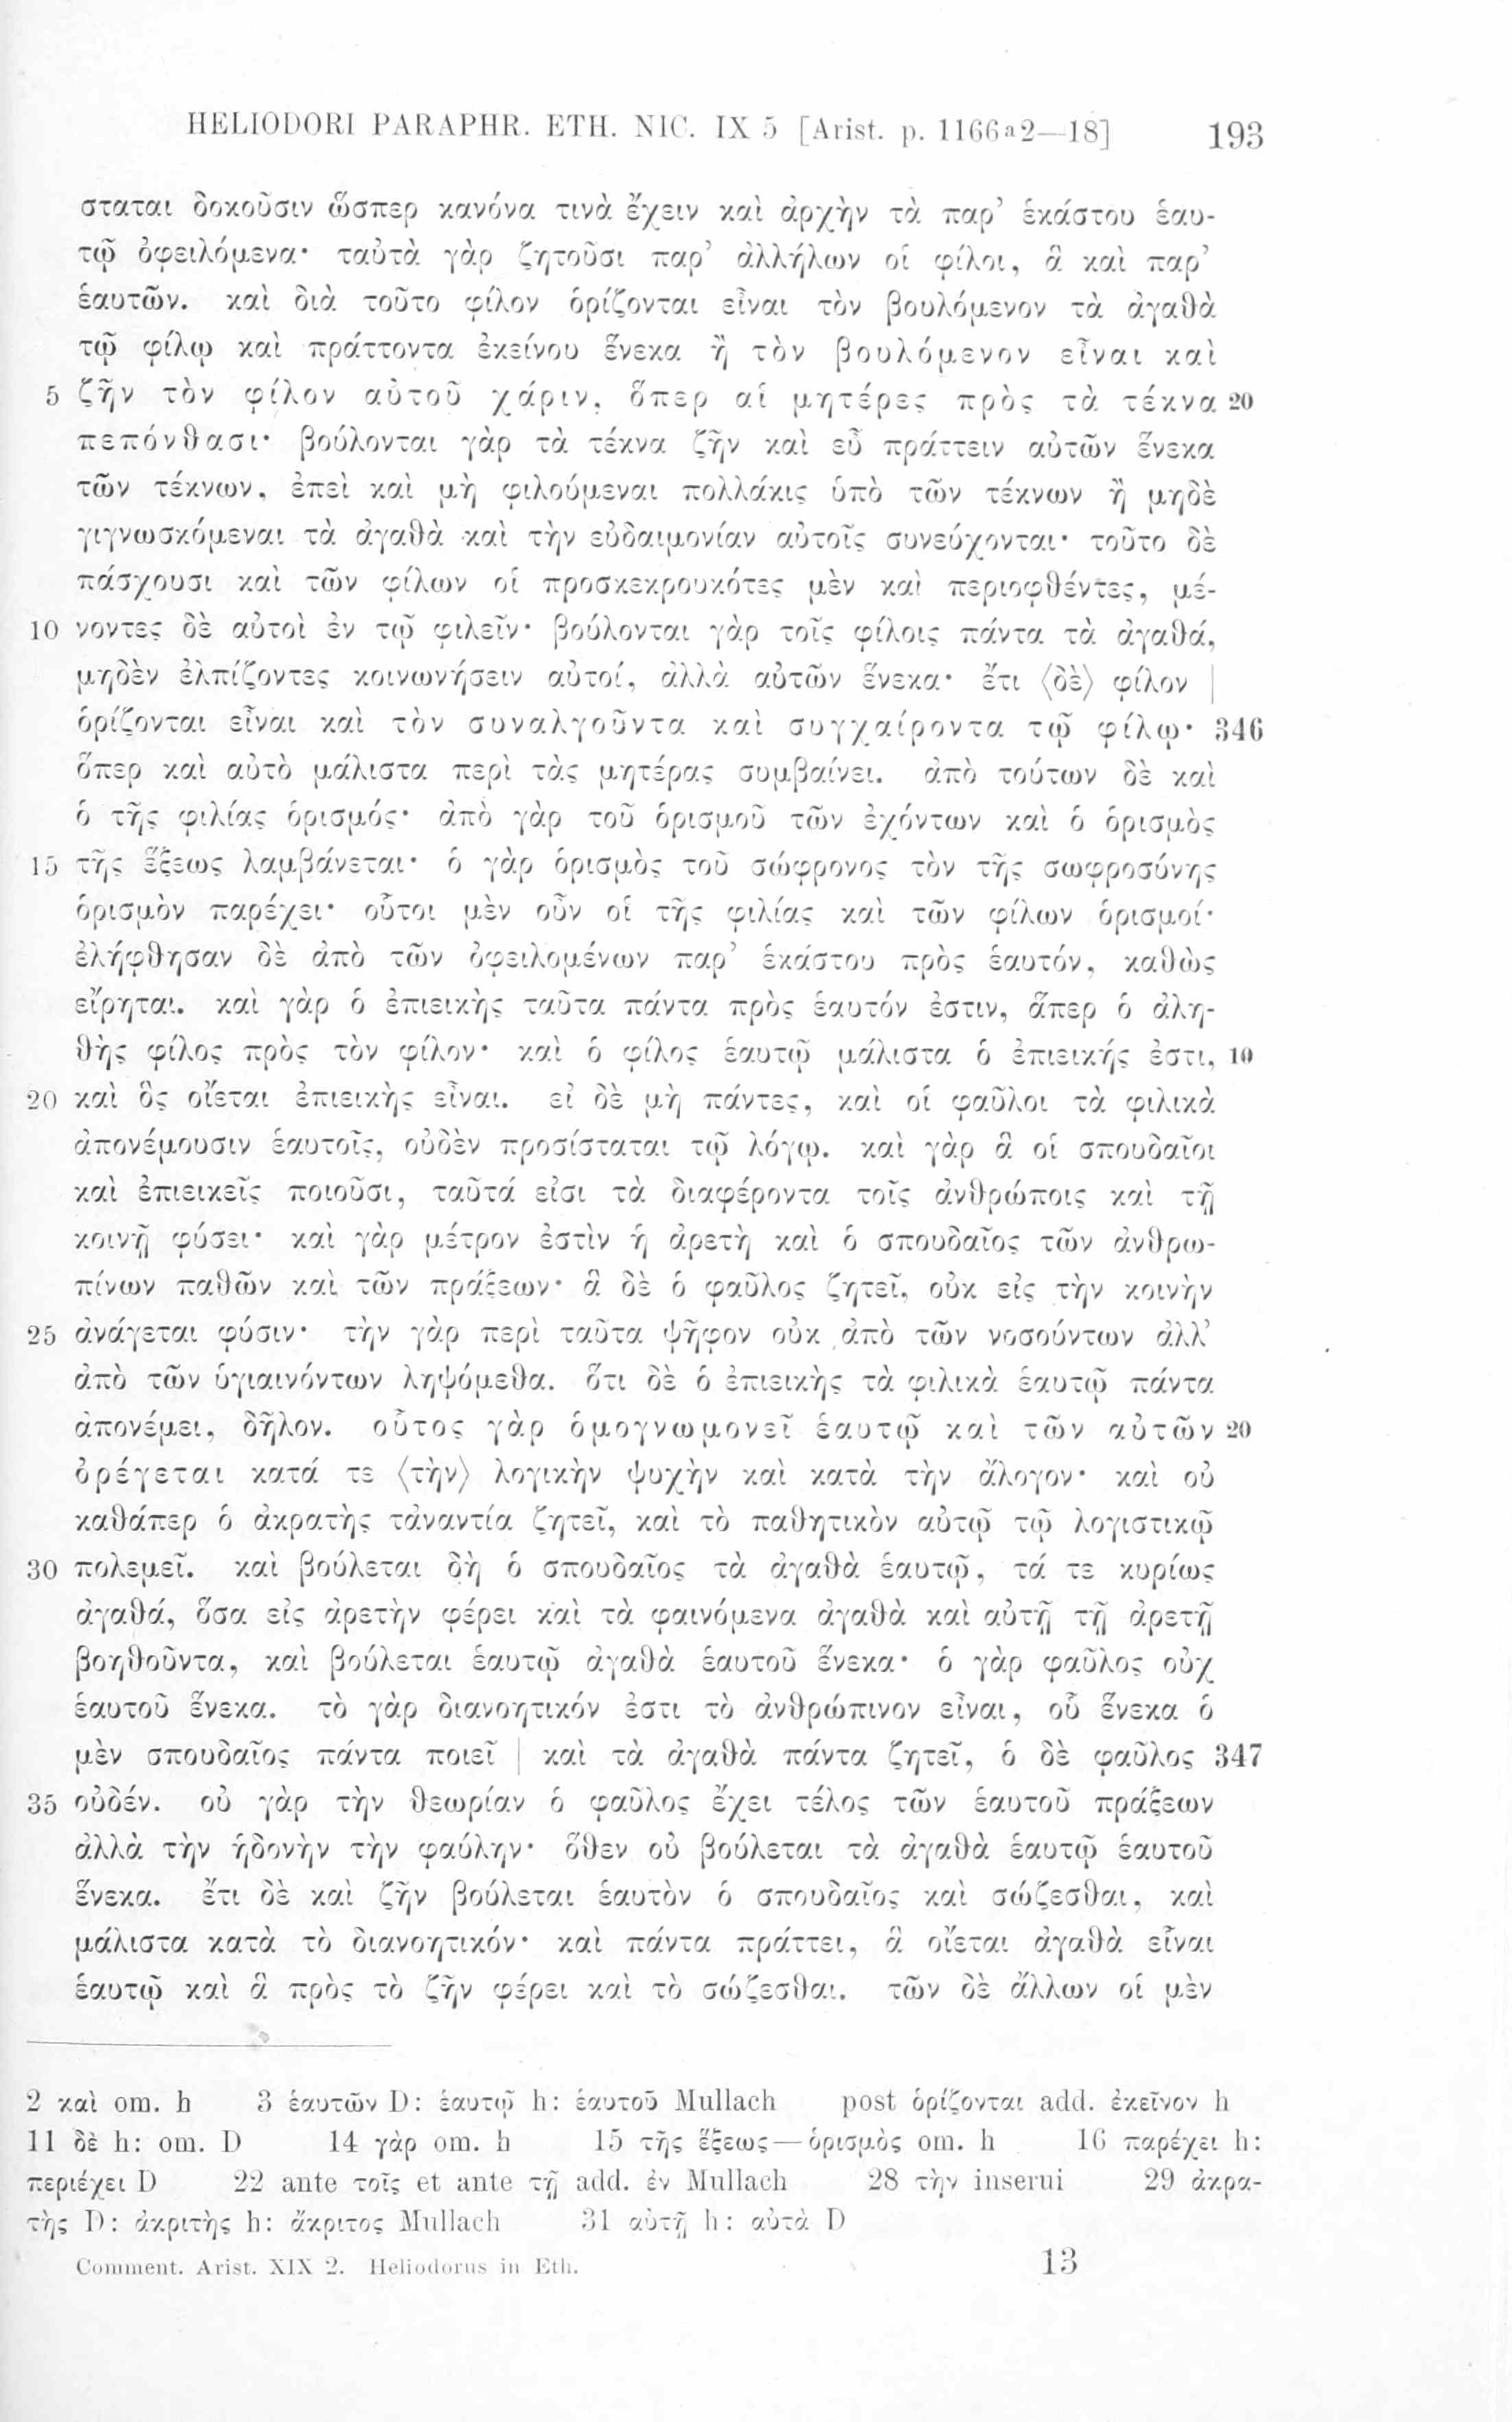 HELIODORI PARAPHR. ETH. NIC. IX 5 [Arist. p. 1166a2—18] 193
σταται δοκοῦσιν ὥσπερ κανόνα τινὰ ἔχειν καὶ ἀρχὴν τὰ παρ’ ἑκάστου ἑαυ-
τῷ ὀφειλόμενα· ταὐτὰ γὰρ ζητοῦσι παρ’ ἀλλήλων οἱ φίλοι, ἃ καὶ παρ’
ἑαυτῶν. καὶ διὰ τοῦτο φίλον ὁρίζονται εἶναι τὸν βουλόμενον τὰ ἀγαθὰ
τῷ φίλῳ καὶ πράττοντα ἐκείνου ἕνεκα ἢ τὸν βουλόμενον εἶναι καὶ
5 ζῆν τὸν φίλον αὐτοῦ χάριν, ὅπερ αἱ μητέρες πρὸς τὰ τέκνα 20
πεπόνθασι· βούλονται γὰρ τὰ τέκνα ζῆν καὶ εὖ πράττειν αὐτῶν ἕνεκα
τῶν τέκνων, ἐπεὶ καὶ μὴ φιλούμεναι πολλάκις ὑπὸ τῶν τέκνων ἢ μηδὲ
γιγνωσκόμεναι τὰ ἀγαθὰ καὶ τὴν εὐδαιμονίαν αὐτοῖς συνεύχονται· τοῦτο δὲ
πάσχουσι καὶ τῶν φίλων οἱ προσκεκρουκότες μὲν καὶ περιοφθέντες, μέ-
10 νοντες δὲ αὐτοὶ ἐν τῷ φιλεῖν· βούλονται γὰρ τοῖς φίλοις πάντα τὰ ἀγαθά,
μηδὲν ἐλπίζοντες κοινωνήσειν αὐτοί, ἀλλὰ αὐτῶν ἕνεκα· ἔτι ⟨δὲ⟩ φίλον |
ὁρίζονται εἶναι καὶ τὸν συναλγοῦντα καὶ συγχαίροντα τῷ φίλῳ· 346
ὅπερ καὶ αὐτὸ μάλιστα περὶ τὰς μητέρας συμβαίνει. ἀπὸ τούτων δὲ καὶ
ὁ τῆς φιλίας ὁρισμός· ἀπὸ γὰρ τοῦ ὁρισμοῦ τῶν ἐχόντων καὶ ὁ ὁρισμὸς
15 τῆς ἕξεως λαμβάνεται· ὁ γὰρ ὁρισμὸς τοῦ σώφρονος τὸν τῆς σωφροσύνης
ὁρισμὸν παρέχει· οὗτοι μὲν οὖν οἱ τῆς φιλίας καὶ τῶν φίλων ὁρισμοί·
ἐλήφθησαν δὲ ἀπὸ τῶν ὀφειλομένων παρ’ ἑκάστου πρὸς ἑαυτόν, καθὼς
εἴρηται. καὶ γὰρ ὁ ἐπιεικὴς ταῦτα πάντα πρὸς ἑαυτόν ἐστιν, ἅπερ ὁ ἀλη-
θὴς φίλος πρὸς τὸν φίλον· καὶ ὁ φίλος ἑαυτῷ μάλιστα ὁ ἐπιεικής ἐστι, 10
20 καὶ ὃς οἴεται ἐπιεικὴς εἶναι. εἰ δὲ μὴ πάντες, καὶ οἱ φαῦλοι τὰ φιλικὰ
ἀπονέμουσιν ἑαυτοῖς, οὐδὲν προσίσταται τῷ λόγῳ. καὶ γὰρ ἃ οἱ σπουδαῖοι
καὶ ἐπιεικεῖς ποιοῦσι, ταῦτά εἰσι τὰ διαφέροντα τοῖς ἀνθρώποις καὶ τῇ
κοινῇ φύσει· καὶ γὰρ μέτρον ἐστὶν ἡ ἀρετὴ καὶ ὁ σπουδαῖος τῶν ἀνθρω-
πίνων παθῶν καὶ τῶν πράξεων· ἃ δὲ ὁ φαῦλος ζητεῖ, οὐκ εἰς τὴν κοινὴν
25 ἀνάγεται φύσιν· τὴν γὰρ περὶ ταῦτα ψῆφον οὐκ ἀπὸ τῶν νοσούντων ἀλλ’
ἀπὸ τῶν ὑγιαινόντων ληψόμεθα. ὅτι δὲ ὁ ἐπιεικὴς τὰ φιλικὰ ἑαυτῷ πάντα
ἀπονέμει, δῆλον. οὗτος γὰρ ὁμογνωμονεῖ ἑαυτῷ καὶ τῶν αὐτῶν 20
ὀρέγεται κατά τε ⟨τὴν⟩ λογικὴν ψυχὴν καὶ κατὰ τὴν ἄλογον· καὶ οὐ
καθάπερ ὁ ἀκρατὴς τἀναντία ζητεῖ, καὶ τὸ παθητικὸν αὐτῷ τῷ λογιστικῷ
30 πολεμεῖ. καὶ βούλεται δὴ ὁ σπουδαῖος τὰ ἀγαθὰ ἑαυτῷ, τά τε κυρίως
ἀγαθά, ὅσα εἰς ἀρετὴν φέρει καὶ τὰ φαινόμενα ἀγαθὰ καὶ αὐτῇ τῇ ἀρετῇ
βοηθοῦντα, καὶ βούλεται ἑαυτῷ ἀγαθὰ ἑαυτοῦ ἕνεκα· ὁ γὰρ φαῦλος οὐχ
ἑαυτοῦ ἕνεκα. τὸ γὰρ διανοητικόν ἐστι τὸ ἀνθρώπινον εἶναι, οὗ ἕνεκα ὁ
μὲν σπουδαῖος πάντα ποιεῖ | καὶ τὰ ἀγαθὰ πάντα ζητεῖ, ὁ δὲ φαῦλος 347
35 οὐδέν. οὐ γὰρ τὴν θεωρίαν ὁ φαῦλος ἔχει τέλος τῶν ἑαυτοῦ πράξεων
ἀλλὰ τὴν ἡδονὴν τὴν φαύλην· ὅθεν οὐ βούλεται τὰ ἀγαθὰ ἑαυτῷ ἑαυτοῦ
ἕνεκα. ἔτι δὲ καὶ ζῆν βούλεται ἑαυτὸν ὁ σπουδαῖος καὶ σώζεσθαι, καὶ
μάλιστα κατὰ τὸ διανοητικόν· καὶ πάντα πράττει, ἃ οἴεται ἀγαθὰ εἶναι
ἑαυτῷ καὶ ἃ πρὸς τὸ ζῆν φέρει καὶ τὸ σώζεσθαι. τῶν δὲ ἄλλων οἱ μὲν
2 καὶ om. h 3 ἑαυτῶν D: ἑαυτῷ h: ἑαυτοῦ Mullach post ὁρίζονται add. ἐκεῖνον h
11 δὲ h: om. D 14 γὰρ om. h 15 τῆς ἕξεως—ὁρισμὸς om. h 16 παρέχει h:
περιέχει D 22 ante τοῖς et ante τῇ add. ἐν Mullach 28 τὴν inserui 29 ἀκρα-
τὴς D: ἀκριτὴς h: ἄκριτος Mullach 31 αὐτῇ h: αὐτὰ D
Comment. Arist. XIX 2. Heliodorus in Eth. 13